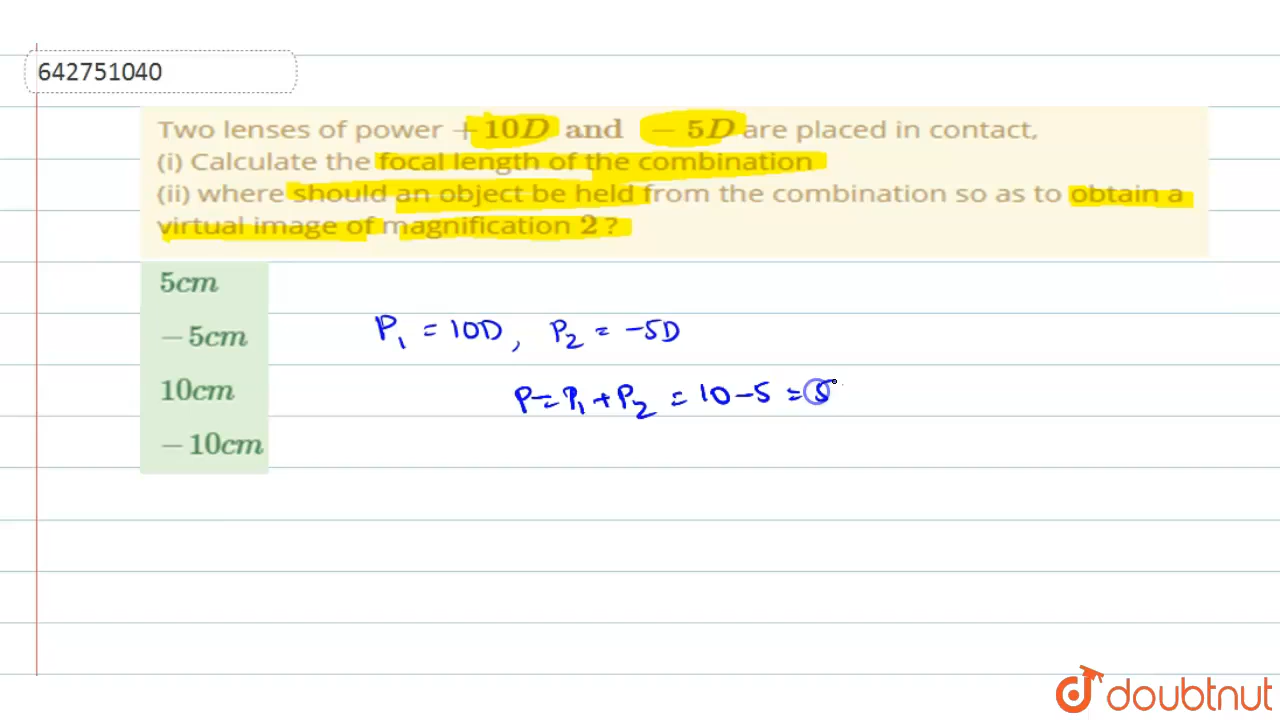 642751040
Two lenses of power +10D and −5D are placed in contact,
(i) Calculate the focal length of the combination
(ii) where should an object be held from the combination so as to obtain a
virtual image of magnification 2 ?
5cm
−5cm
10cm
−10cm
P₁ = 10D, P₂ = −5D
P = P₁ + P₂ = 10 − 5 = 5
doubtnut